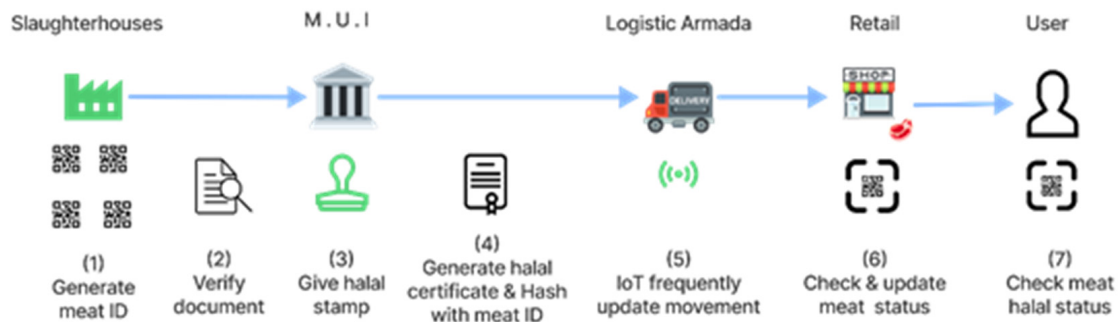 Slaughterhouses
M.U.I
Logistic Armada
Retail
User
DELIVERY
SHOP
(1)
Generate
meat ID
(2)
Verify
document
(3)
Give halal
stamp
(4)
Generate halal
certificate & Hash
with meat ID
(5)
IoT frequently
update movement
(6)
Check & update
meat status
(7)
Check meat
halal status